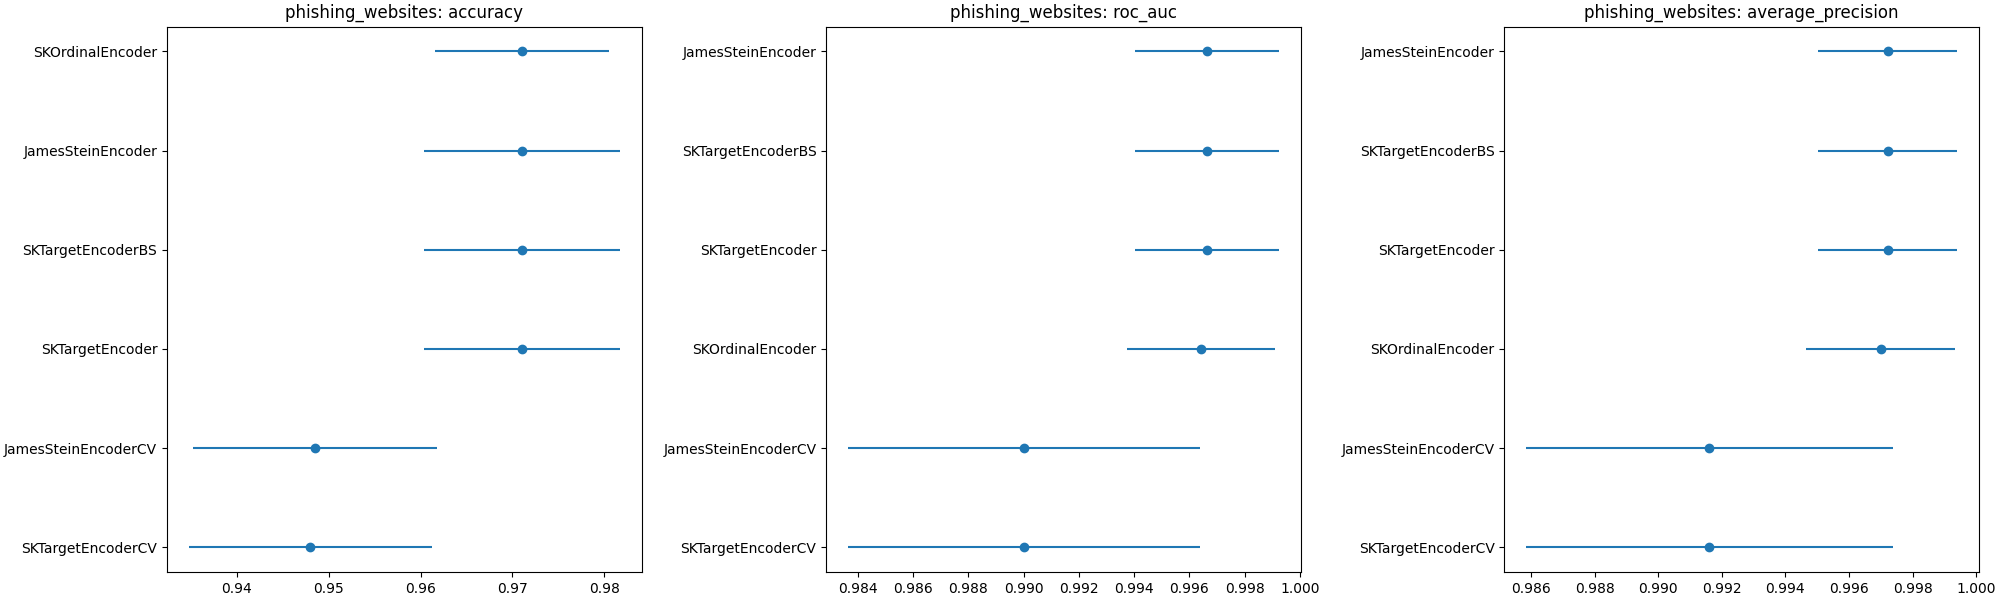 phishing_websites: accuracy
SKOrdinalEncoder
JamesSteinEncoder
SKTargetEncoderBS
SKTargetEncoder
JamesSteinEncoderCV
SKTargetEncoderCV
0.94 0.95 0.96 0.97 0.98
phishing_websites: roc_auc
JamesSteinEncoder
SKTargetEncoderBS
SKTargetEncoder
SKOrdinalEncoder
JamesSteinEncoderCV
SKTargetEncoderCV
0.984 0.986 0.988 0.990 0.992 0.994 0.996 0.998 1.000
phishing_websites: average_precision
JamesSteinEncoder
SKTargetEncoderBS
SKTargetEncoder
SKOrdinalEncoder
JamesSteinEncoderCV
SKTargetEncoderCV
0.986 0.988 0.990 0.992 0.994 0.996 0.998 1.000